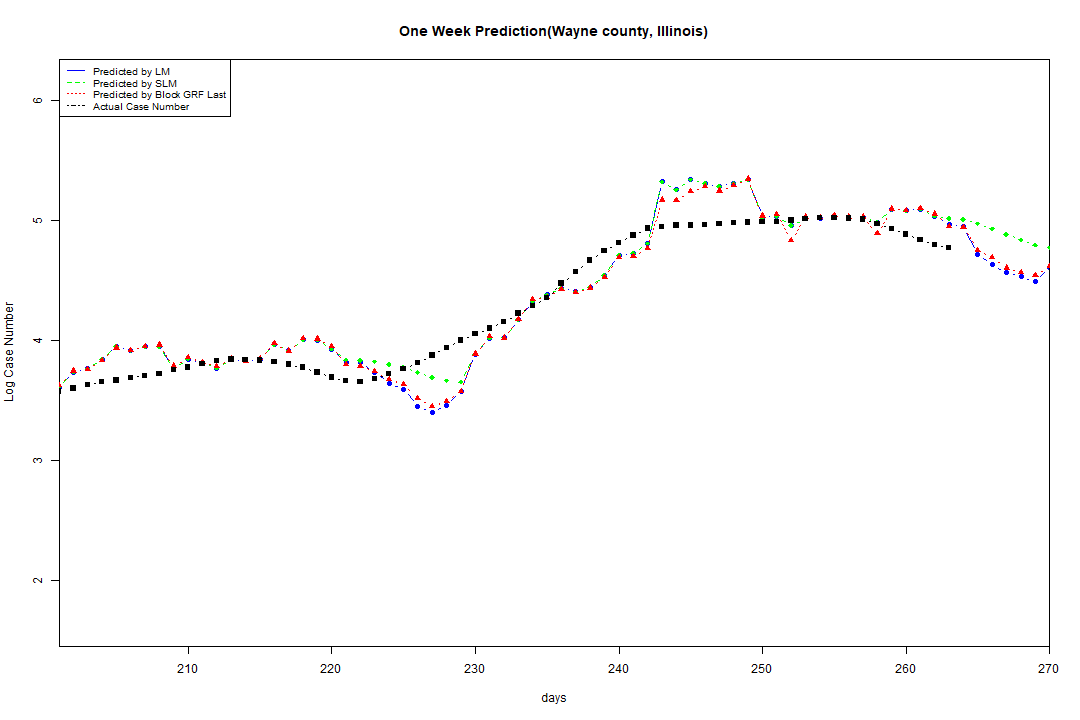 One Week Prediction(Wayne county, Illinois)
Predicted by LM
Predicted by SLM
Predicted by Block GRF Last
Actual Case Number
6
5
4
3
2
Log Case Number
210 220 230 240 250 260 270
days